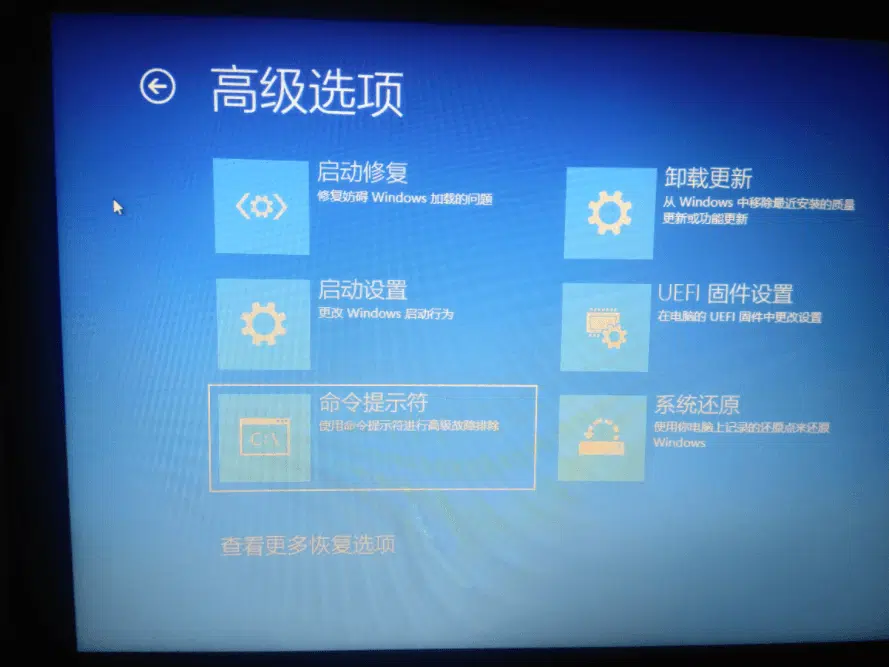 高级选项
启动修复
修复妨碍 Windows 加载的问题
卸载更新
从 Windows 中移除最近安装的质量
更新或功能更新
启动设置
更改 Windows 启动行为
UEFI 固件设置
在电脑的 UEFI 固件中更改设置
命令提示符
使用命令提示符进行高级故障排除
C:\
系统还原
使用你电脑上记录的还原点来还原
Windows
查看更多恢复选项